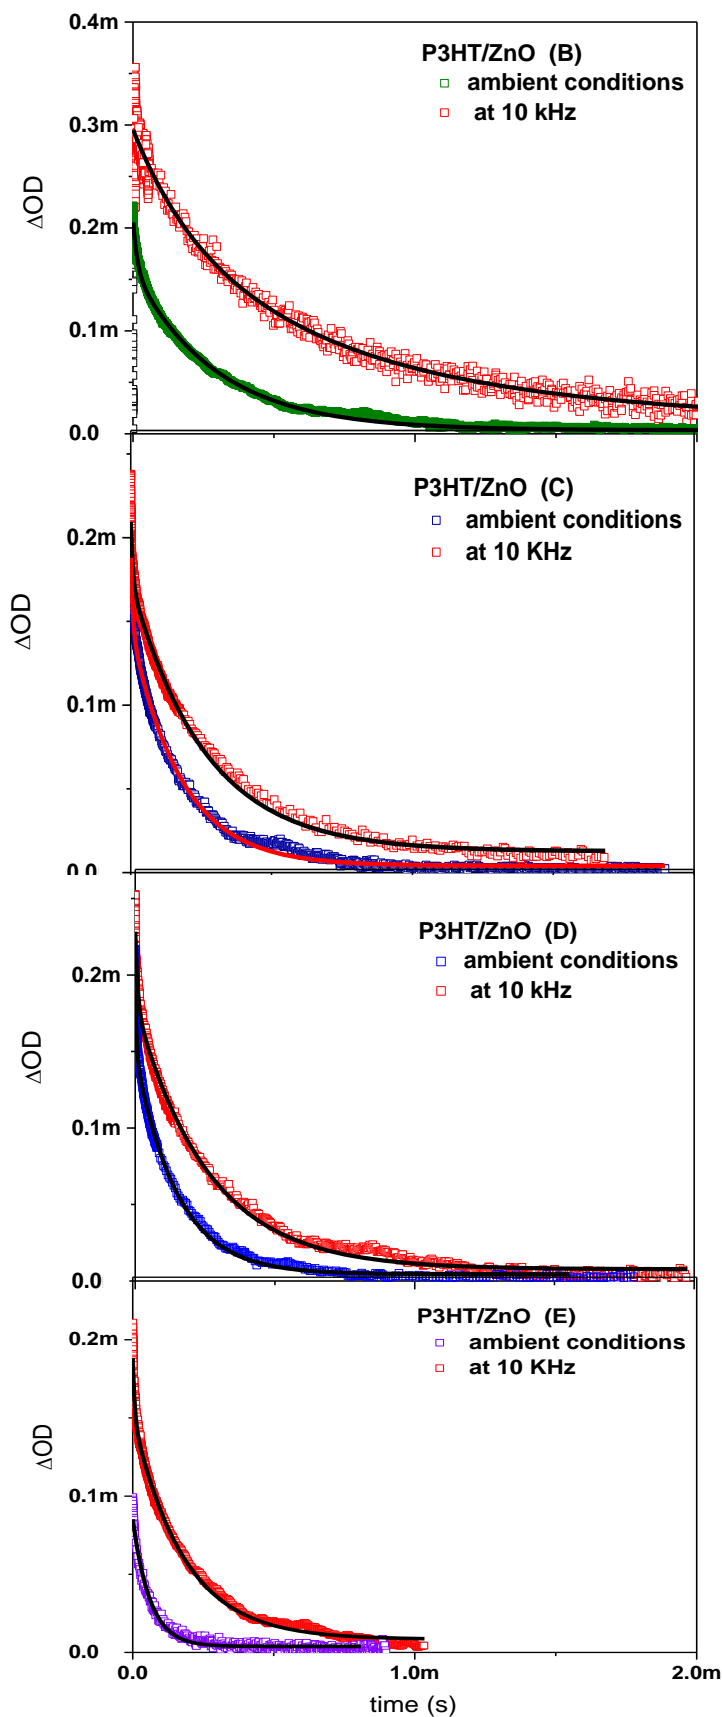 0.4m
P3HT/ZnO (B)
ambient conditions
at 10 kHz
0.3m
ΔOD
0.2m
0.1m
0.0
P3HT/ZnO (C)
ambient conditions
at 10 KHz
0.2m
ΔOD
0.1m
0.0
P3HT/ZnO (D)
ambient conditions
at 10 kHz
0.2m
ΔOD
0.1m
0.0
P3HT/ZnO (E)
ambient conditions
at 10 KHz
0.2m
ΔOD
0.1m
0.0
0.0 1.0m 2.0m
time (s)